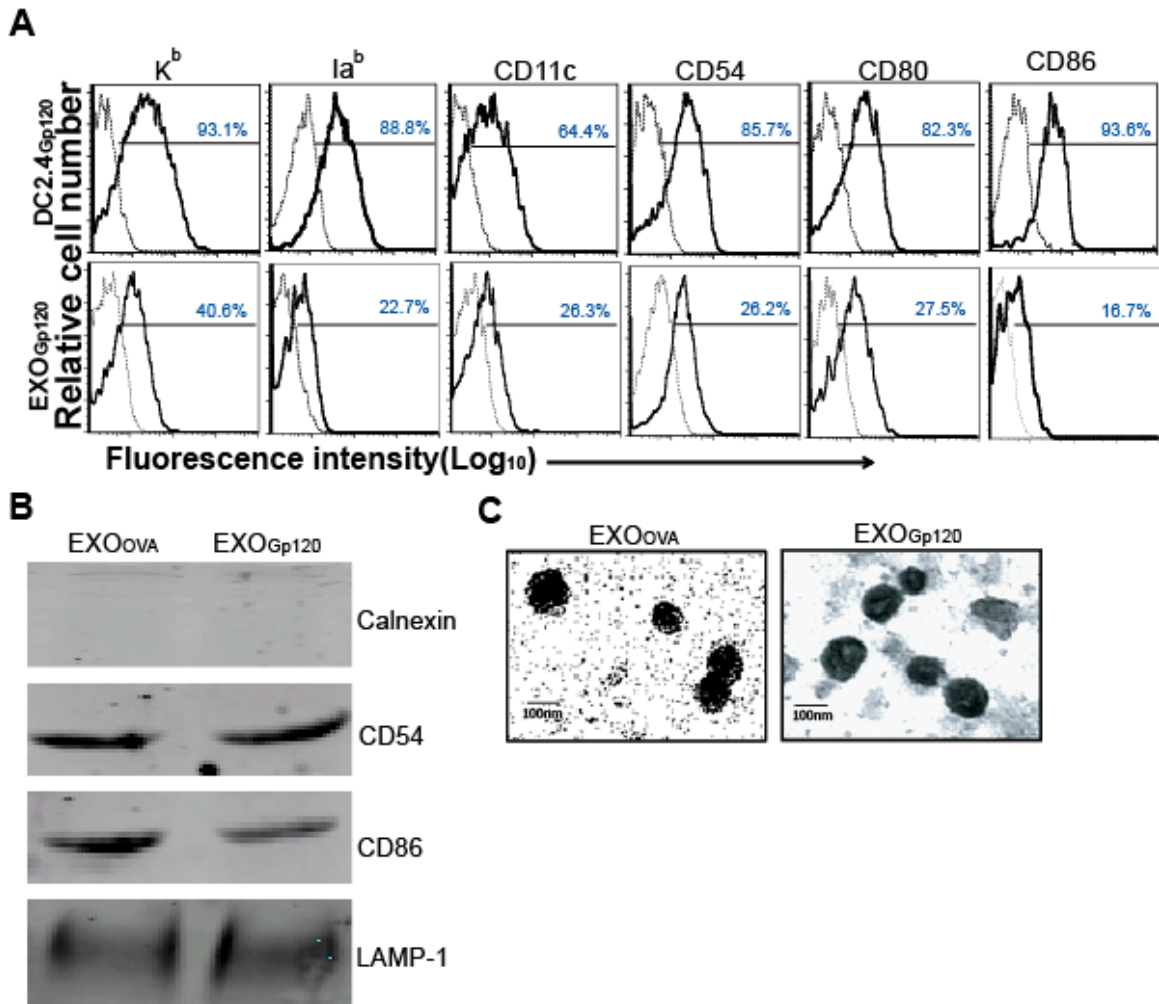 A
K^b Ia^b CD11c CD54 CD80 CD86
DC2.4Gp120
93.1% 88.8% 64.4% 85.7% 82.3% 93.6%
EXOGp120
40.6% 22.7% 26.3% 26.2% 27.5% 16.7%
Relative cell number
Fluorescence intensity(Log10)
B
EXOOVA EXOGp120
Calnexin
CD54
CD86
LAMP-1
C
EXOOVA EXOGp120
100nm 100nm